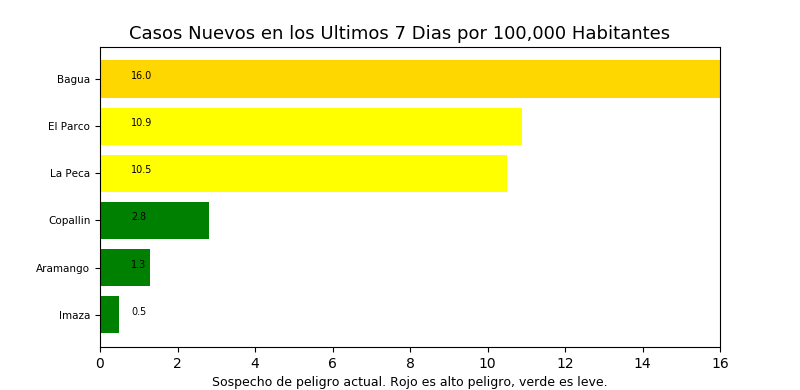 Casos Nuevos en los Ultimos 7 Dias por 100,000 Habitantes
Bagua 16.0
El Parco 10.9
La Peca 10.5
Copallin 2.8
Aramango 1.3
Imaza 0.5
0 2 4 6 8 10 12 14 16
Sospecho de peligro actual. Rojo es alto peligro, verde es leve.